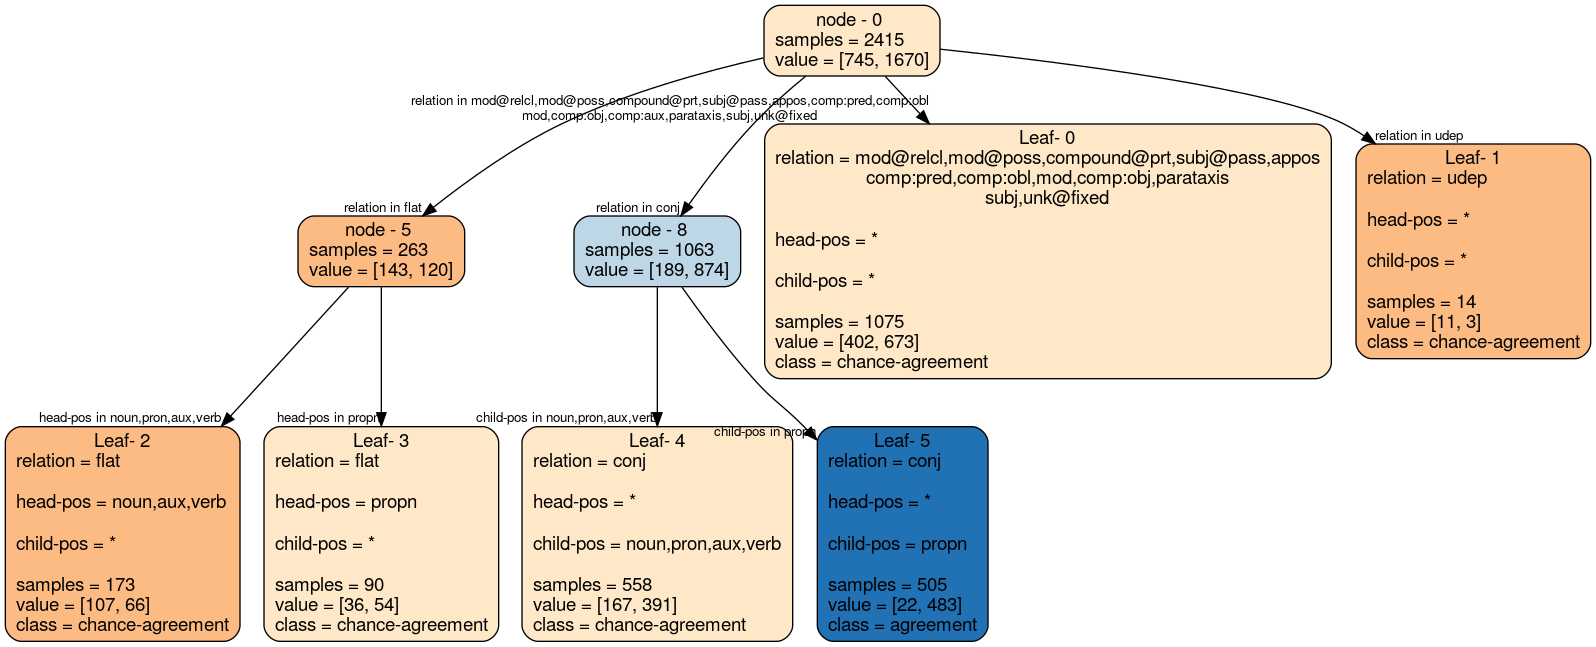 node - 0
samples = 2415
value = [745, 1670]
relation in mod@relcl,mod@poss,compound@prt,subj@pass,appos,comp:pred,comp:obl
mod,comp:obj,comp:aux,parataxis,subj,unk@fixed
relation in udep
relation in flat
relation in conj
node - 5
samples = 263
value = [143, 120]
node - 8
samples = 1063
value = [189, 874]
Leaf- 0
relation = mod@relcl,mod@poss,compound@prt,subj@pass,appos
comp:pred,comp:obl,mod,comp:obj,parataxis
subj,unk@fixed
head-pos = *
child-pos = *
samples = 1075
value = [402, 673]
class = chance-agreement
Leaf- 1
relation = udep
head-pos = *
child-pos = *
samples = 14
value = [11, 3]
class = chance-agreement
head-pos in noun,pron,aux,verb
head-pos in propn
child-pos in noun,pron,aux,verb
child-pos in propn
Leaf- 2
relation = flat
head-pos = noun,aux,verb
child-pos = *
samples = 173
value = [107, 66]
class = chance-agreement
Leaf- 3
relation = flat
head-pos = propn
child-pos = *
samples = 90
value = [36, 54]
class = chance-agreement
Leaf- 4
relation = conj
head-pos = *
child-pos = noun,pron,aux,verb
samples = 558
value = [167, 391]
class = chance-agreement
Leaf- 5
relation = conj
head-pos = *
child-pos = propn
samples = 505
value = [22, 483]
class = agreement